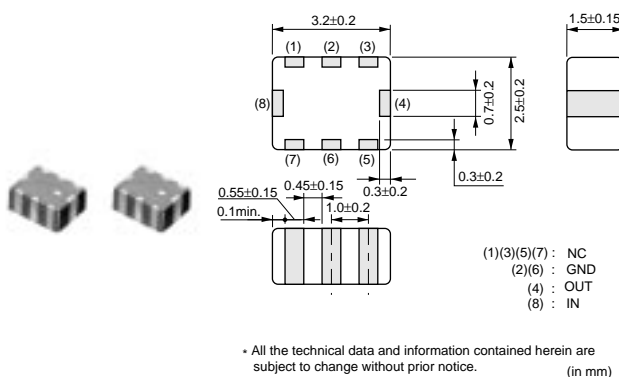 3.2±0.2
1.5±0.15
(1) (2) (3)
(8) (4)
0.7±0.2
2.5±0.2
(7) (6) (5)
0.3±0.2
0.3±0.2
0.55±0.15
0.45±0.15
0.1min.
1.0±0.2
(1)(3)(5)(7) : NC
(2)(6) : GND
(4) : OUT
(8) : IN
* All the technical data and information contained herein are
subject to change without prior notice.
(in mm)